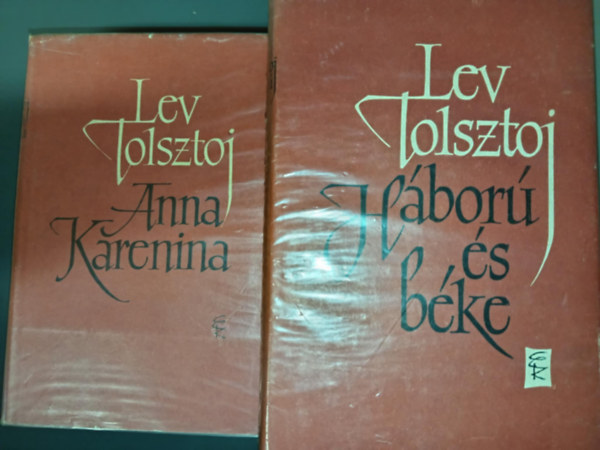 Lev
Tolsztoj
Anna
Karenina
Lev
Tolsztoj
Háború
és
béke